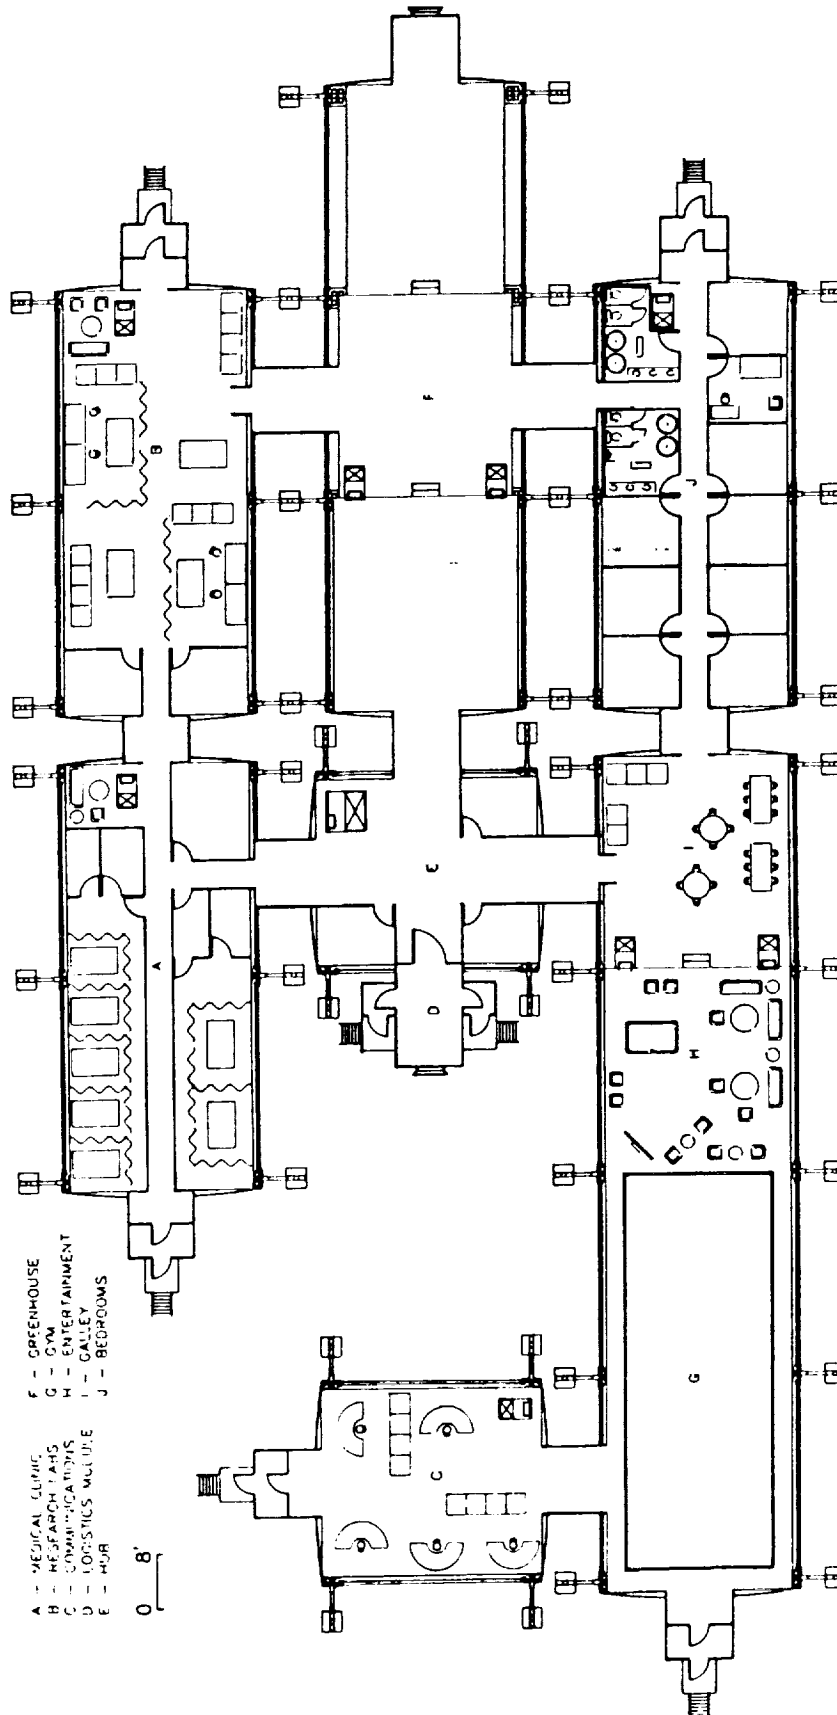 A - MEDICAL CLINIC
B - RESEARCH LABS
C - COMMUNICATIONS
D - LOGISTICS MODULE
E - HUB
F - GREENHOUSE
G - GYM
H - ENTERTAINMENT
I - GALLEY
J - BEDROOMS
0 8'
A
B
C
D
E
F
G
H
I
J